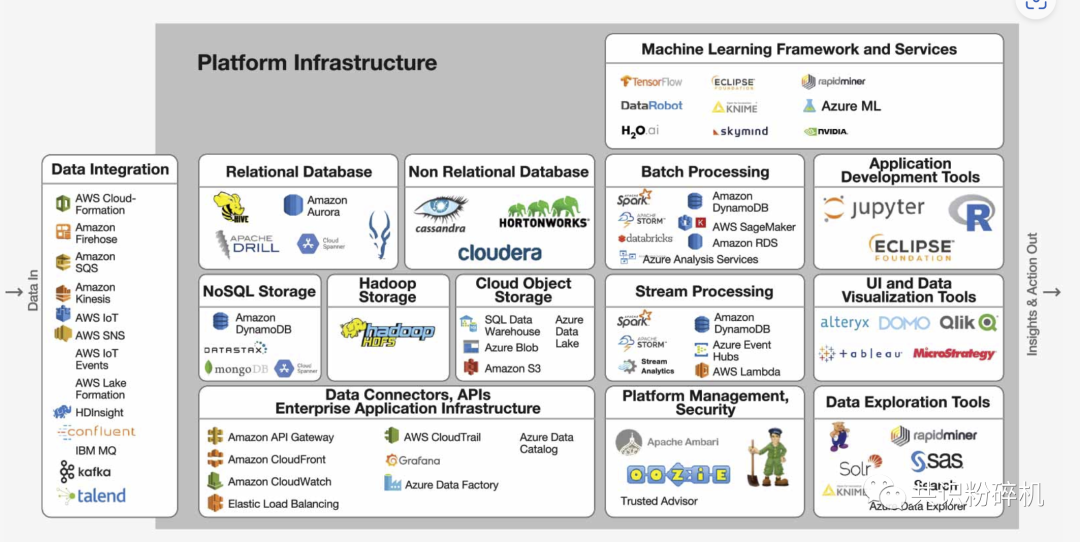 Platform Infrastructure
Machine Learning Framework and Services
TensorFlow
ECLIPSE
FOUNDATION
rapidminer
DataRobot
KNIME
Azure ML
H2O.ai
skymind
NVIDIA
Data In
Data Integration
AWS Cloud-
Formation
Amazon
Firehose
Amazon
SQS
Amazon
Kinesis
AWS IoT
AWS SNS
AWS IoT
Events
AWS Lake
Formation
HDInsight
confluent
IBM MQ
kafka
talend
Relational Database
HIVE
Amazon
Aurora
APACHE
DRILL
Cloud
Spanner
Non Relational Database
cassandra
HORTONWORKS
cloudera
Batch Processing
APACHE
Spark
APACHE
STORM
databricks
Amazon
DynamoDB
AWS SageMaker
Amazon RDS
Azure Analysis Services
Application
Development Tools
jupyter
R
ECLIPSE
FOUNDATION
NoSQL Storage
Amazon
DynamoDB
DATASTAX
mongoDB
Cloud
Spanner
Hadoop
Storage
hadoop
HDFS
Cloud Object
Storage
SQL Data
Warehouse
Azure Blob
Amazon S3
Azure
Data
Lake
Stream Processing
APACHE
Spark
APACHE
STORM
Stream
Analytics
Amazon
DynamoDB
Azure Event
Hubs
AWS Lambda
UI and Data
Visualization Tools
alteryx
DOMO
Qlik
tableau
MicroStrategy
Insights & Action Out
Data Connectors, APIs
Enterprise Application Infrastructure
Amazon API Gateway
Amazon CloudFront
Amazon CloudWatch
Elastic Load Balancing
AWS CloudTrail
Grafana
Azure Data Factory
Azure Data
Catalog
Platform Management,
Security
Apache Ambari
OOZIE
Trusted Advisor
Data Exploration Tools
rapidminer
Solr
sas
KNIME
Search
Azure Data Explorer
共识粉碎机